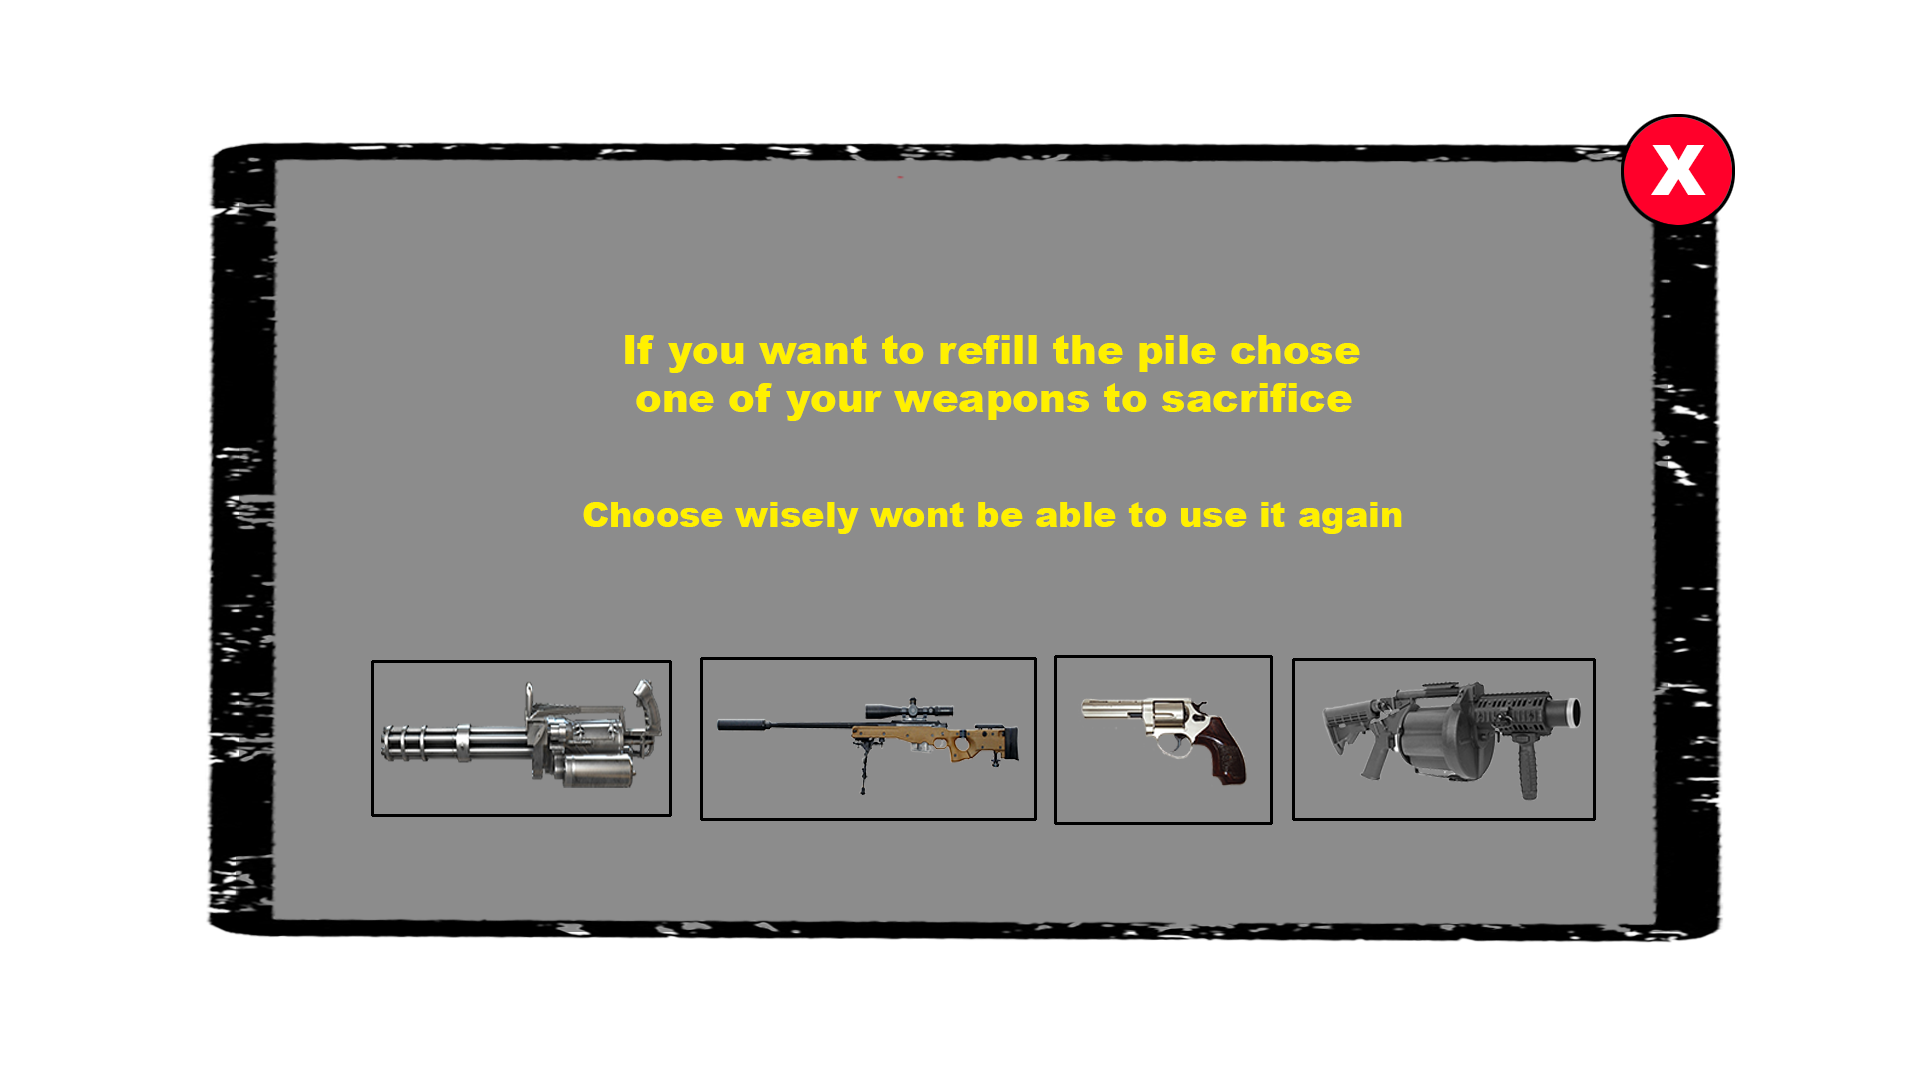 X
If you want to refill the pile chose
one of your weapons to sacrifice
Choose wisely wont be able to use it again